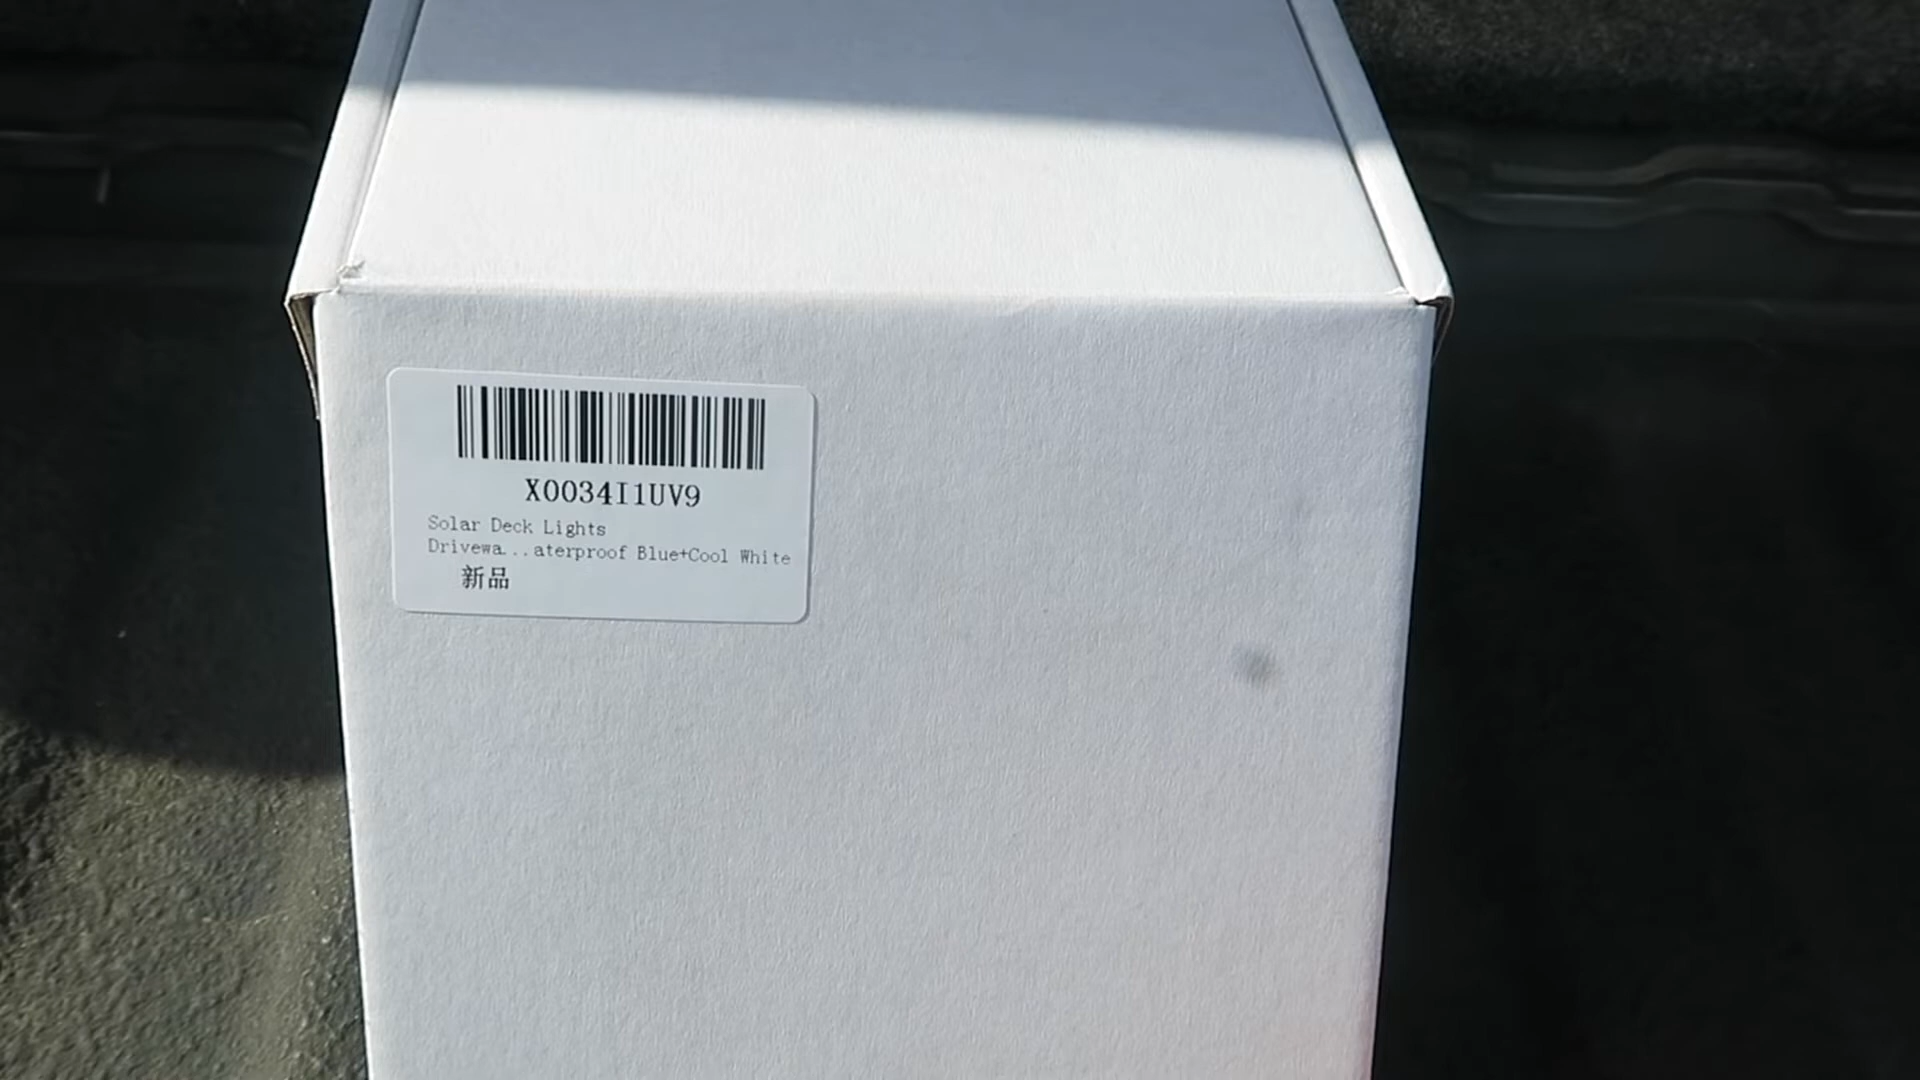 X0034I1UV9
Solar Deck Lights
Drivewa...aterproof Blue+Cool White
新品